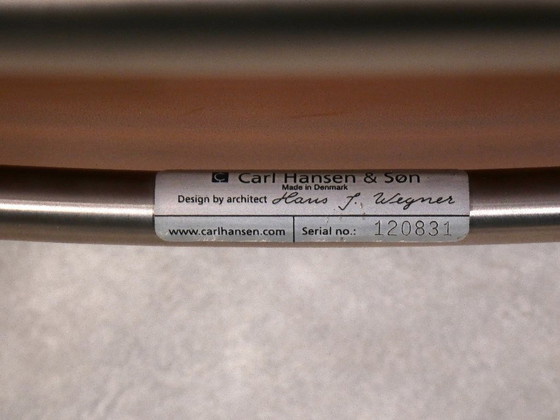 Carl Hansen & Søn
Made in Denmark
Design by architect Hans J. Wegner
www.carlhansen.com Serial no.: 120831